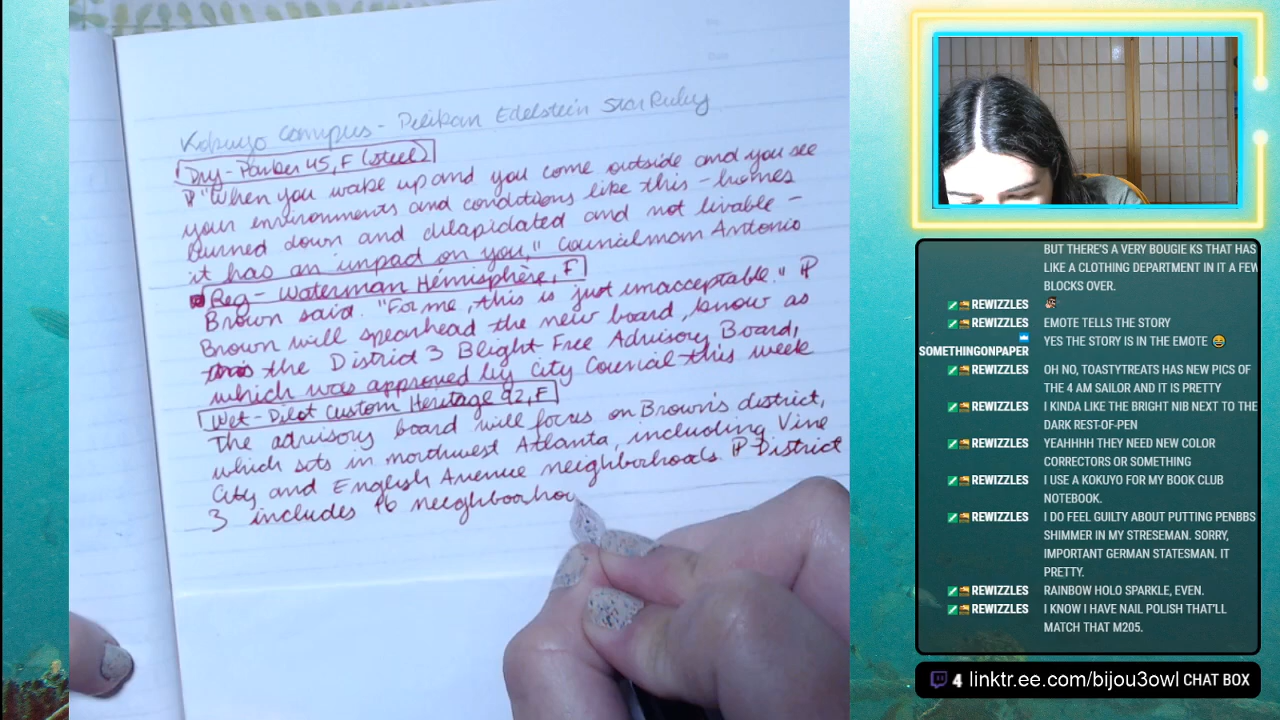 Kokuyo Campus - Pelikan Edelstein Star Ruby
Dry - Parker 45, F (steel)
"When you wake up and you come outside and you see
your environments and conditions like this - homes
burned down and dilapidated and not livable -
it has an impact on you," Councilman Antonio
Reg - Waterman Hémisphère, F
Brown said. "For me, this is just unacceptable."
Brown will spearhead the new board, know as
the District 3 Blight Free Advisory Board,
which was approved by City Council this week
Wet - Pilot Custom Heritage 92, F
The advisory board will focus on Brown's district,
which sits in northwest Atlanta, including Vine
City and English Avenue neighborhoods District
3 includes 16 neighborhoo
BUT THERE'S A VERY BOUGIE KS THAT HAS
LIKE A CLOTHING DEPARTMENT IN IT A FEW
BLOCKS OVER.
REWIZZLES
REWIZZLES EMOTE TELLS THE STORY
SOMETHINGONPAPER YES THE STORY IS IN THE EMOTE
REWIZZLES OH NO, TOASTYTREATS HAS NEW PICS OF
THE 4 AM SAILOR AND IT IS PRETTY
REWIZZLES I KINDA LIKE THE BRIGHT NIB NEXT TO THE
DARK REST-OF-PEN
REWIZZLES YEAHHHH THEY NEED NEW COLOR
CORRECTORS OR SOMETHING
REWIZZLES I USE A KOKUYO FOR MY BOOK CLUB
NOTEBOOK.
REWIZZLES I DO FEEL GUILTY ABOUT PUTTING PENBBS
SHIMMER IN MY STRESEMAN. SORRY,
IMPORTANT GERMAN STATESMAN. IT
PRETTY.
REWIZZLES RAINBOW HOLO SPARKLE, EVEN.
REWIZZLES I KNOW I HAVE NAIL POLISH THAT'LL
MATCH THAT M205.
4 linktr.ee.com/bijou3owl CHAT BOX